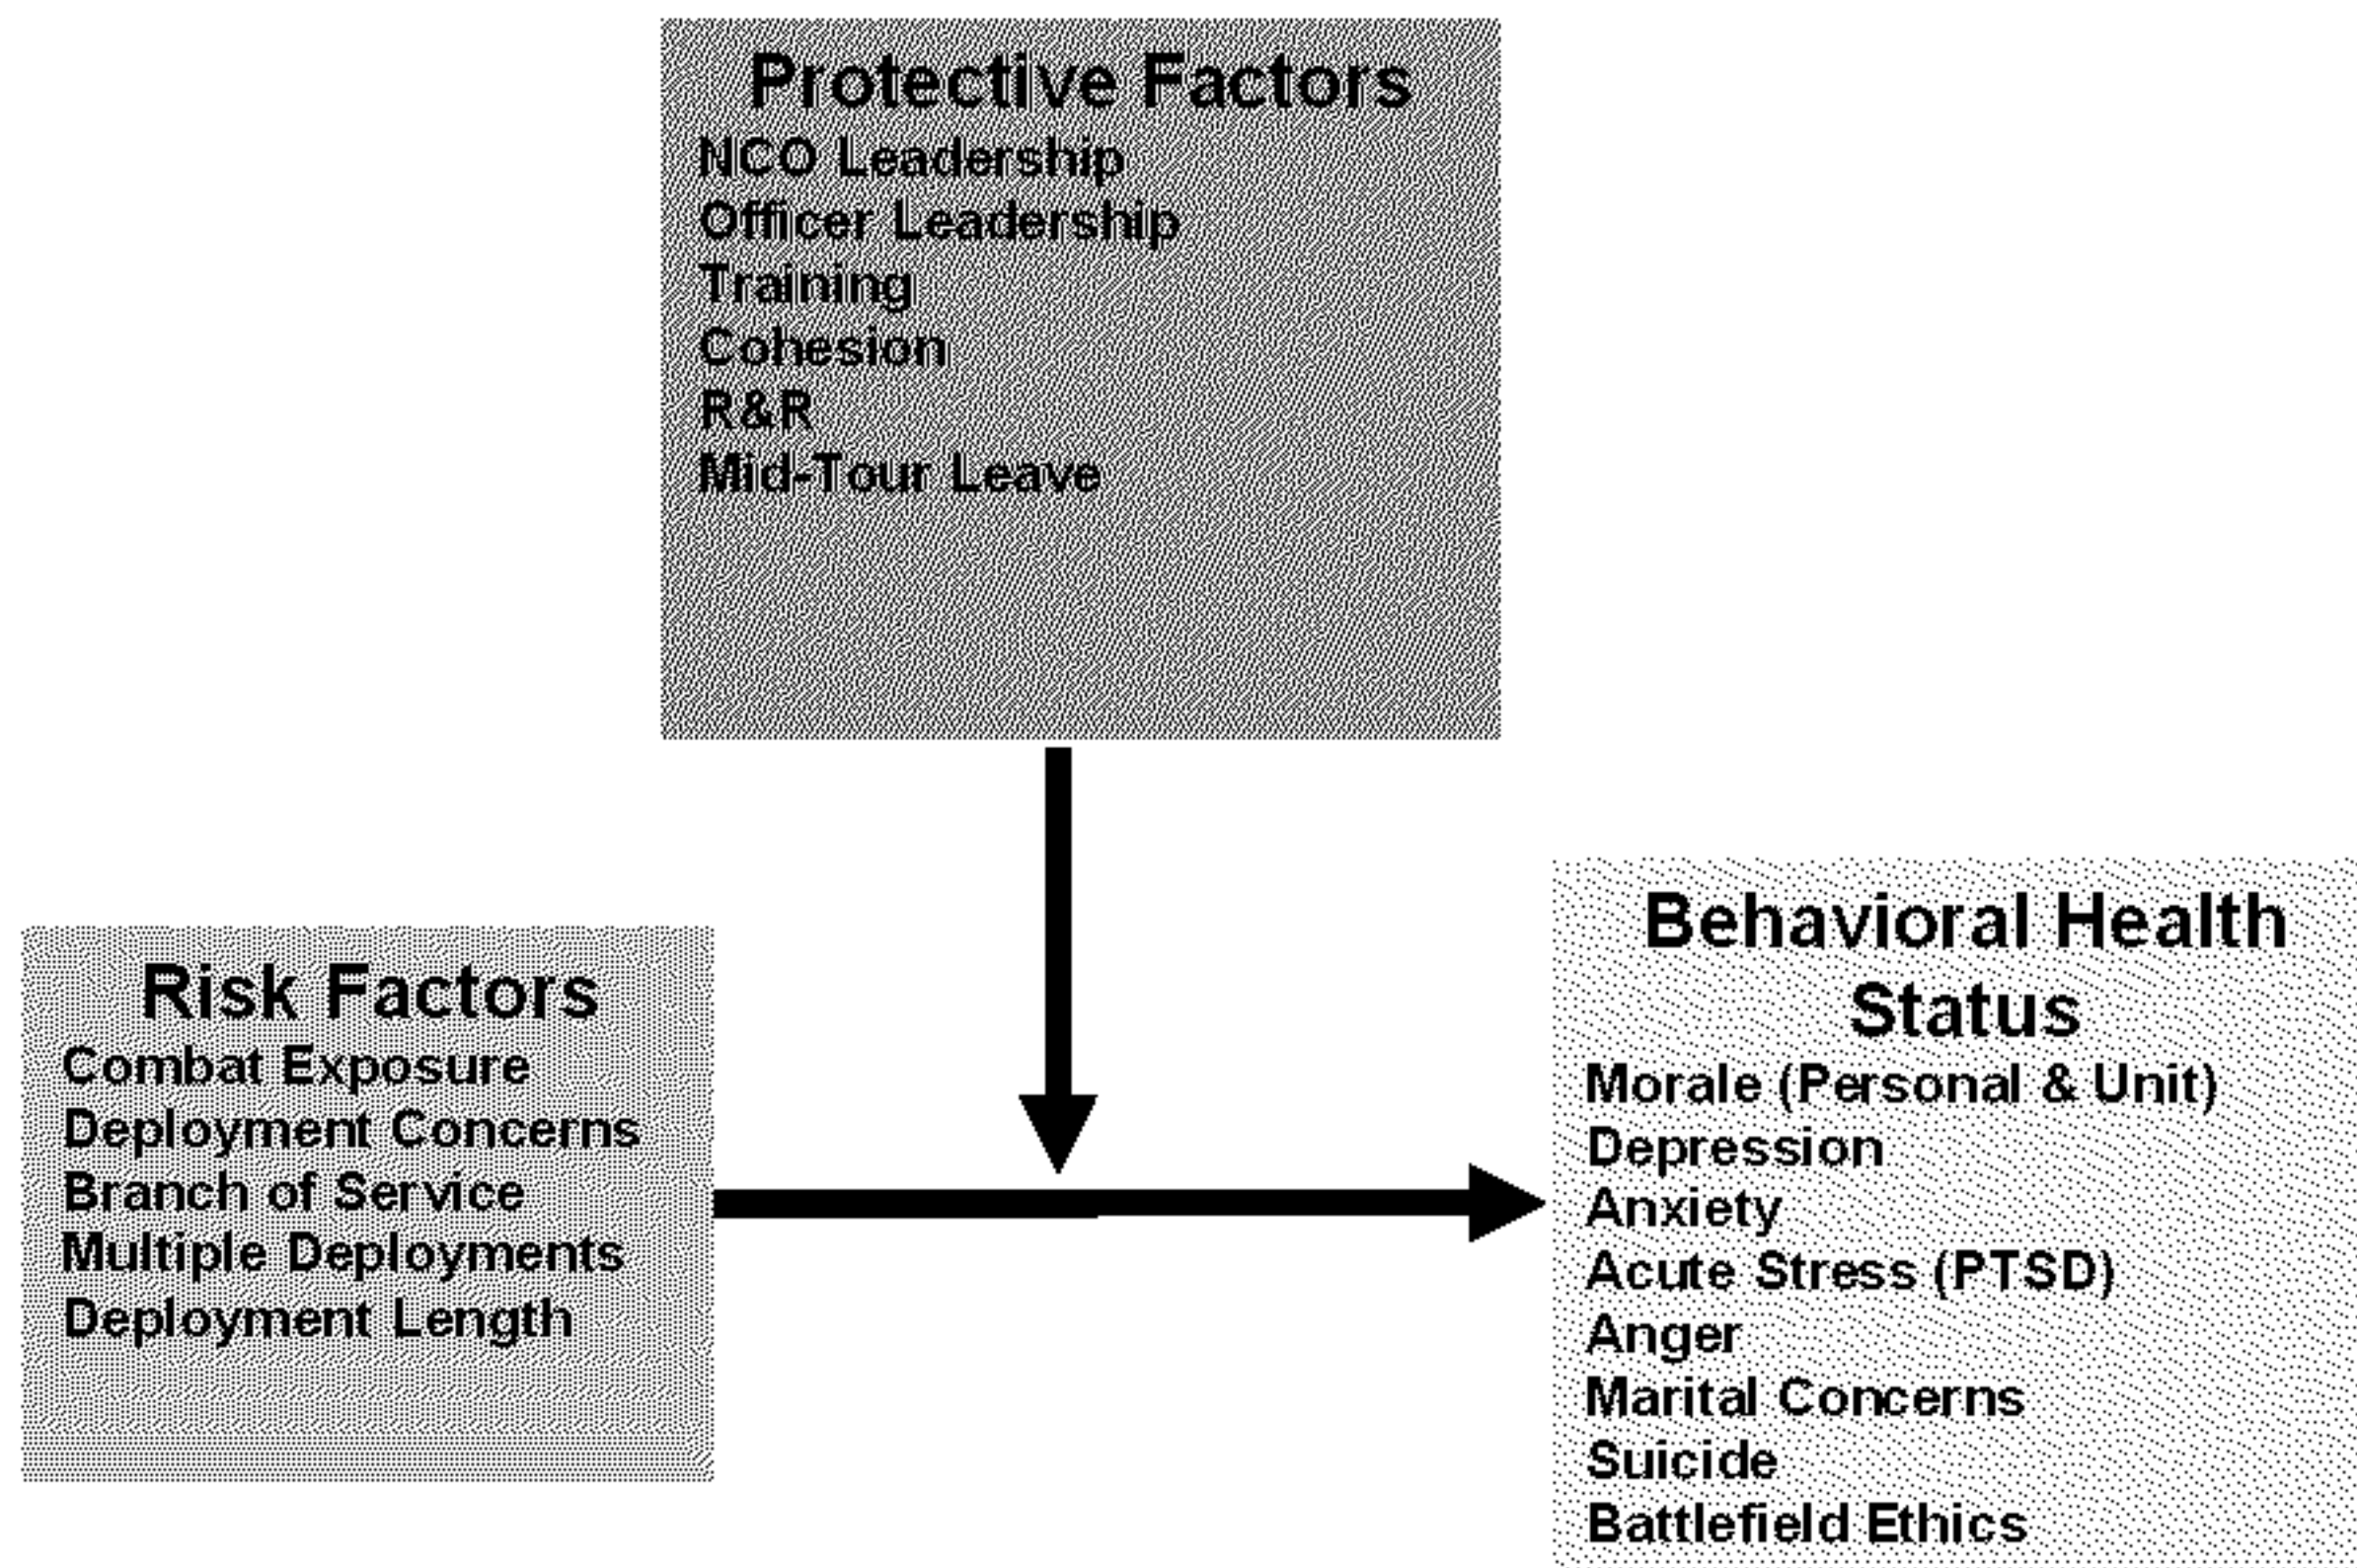 Protective Factors
NCO Leadership
Officer Leadership
Training
Cohesion
R&R
Mid-Tour Leave
Risk Factors
Combat Exposure
Deployment Concerns
Branch of Service
Multiple Deployments
Deployment Length
Behavioral Health
Status
Morale (Personal & Unit)
Depression
Anxiety
Acute Stress (PTSD)
Anger
Marital Concerns
Suicide
Battlefield Ethics